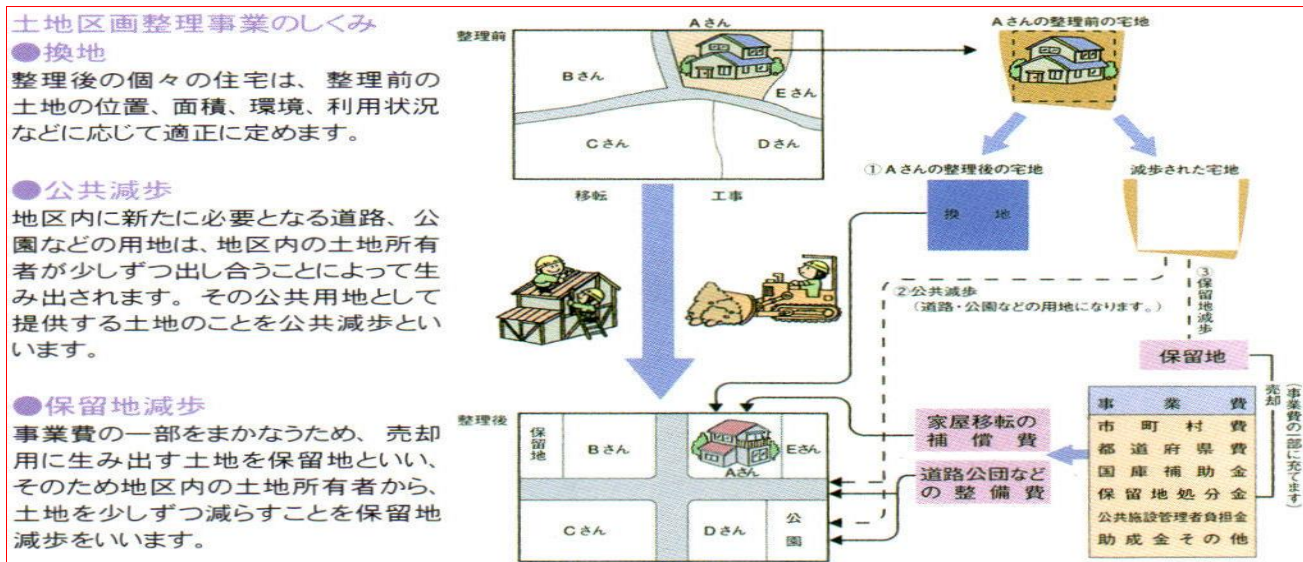 土地区画整理事業のしくみ
●換地
整理後の個々の住宅は、整理前の
土地の位置、面積、環境、利用状況
などに応じて適正に定めます。
●公共減歩
地区内に新たに必要となる道路、公
園などの用地は、地区内の土地所有
者が少しずつ出し合うことによって生
み出されます。その公共用地として
提供する土地のことを公共減歩とい
います。
●保留地減歩
事業費の一部をまかなうため、売却
用に生み出す土地を保留地といい、
そのため地区内の土地所有者から、
土地を少しずつ減らすことを保留地
減歩をいいます。
整理前
Aさん
Bさん
Eさん
Cさん
Dさん
移転
工事
Aさんの整理前の宅地
①Aさんの整理後の宅地
減歩された宅地
換地
②公共減歩
(道路・公園などの用地になります。)
③保留地減歩
保留地
売却
(事業費の一部に充てます)
整理後
保留地
Bさん
Aさん
Eさん
Cさん
Dさん
公園
家屋移転の
補償費
道路公団など
の整備費
事業費
市町村費
都道府県費
国庫補助金
保留地処分金
公共施設管理者負担金
助成金その他